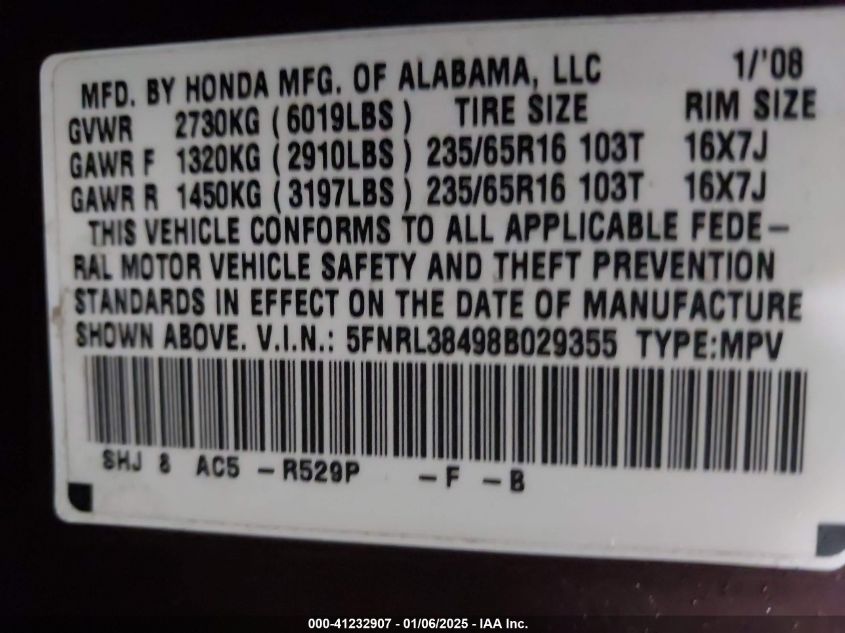 MFD. BY HONDA MFG. OF ALABAMA, LLC 1/'08
GVWR 2730KG (6019LBS) TIRE SIZE RIM SIZE
GAWR F 1320KG (2910LBS) 235/65R16 103T 16X7J
GAWR R 1450KG (3197LBS) 235/65R16 103T 16X7J
THIS VEHICLE CONFORMS TO ALL APPLICABLE FEDE-
RAL MOTOR VEHICLE SAFETY AND THEFT PREVENTION
STANDARDS IN EFFECT ON THE DATE OF MANUFACTURE
SHOWN ABOVE. V.I.N.: 5FNRL38498B029355 TYPE:MPV
SHJ 8 AC5 -R529P -F -B
000-41232907 - 01/06/2025 - IAA Inc.